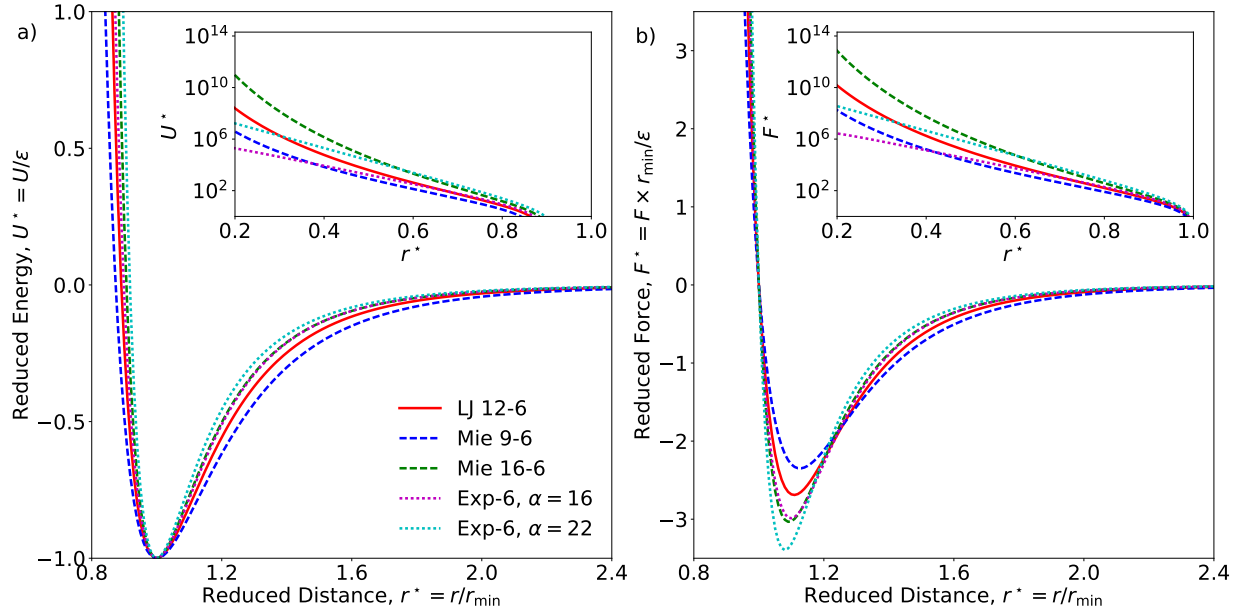 a)
Reduced Energy, U⋆ = U/ε
1.0
0.5
0.0
−0.5
−1.0
0.8
1.2
1.6
2.0
2.4
Reduced Distance, r⋆ = r/rmin
U⋆
10^14
10^10
10^6
10^2
0.2
0.4
0.6
0.8
1.0
r⋆
LJ 12-6
Mie 9-6
Mie 16-6
Exp-6, α = 16
Exp-6, α = 22
b)
Reduced Force, F⋆ = F × rmin/ε
3
2
1
0
−1
−2
−3
0.8
1.2
1.6
2.0
2.4
Reduced Distance, r⋆ = r/rmin
F⋆
10^14
10^10
10^6
10^2
0.2
0.4
0.6
0.8
1.0
r⋆